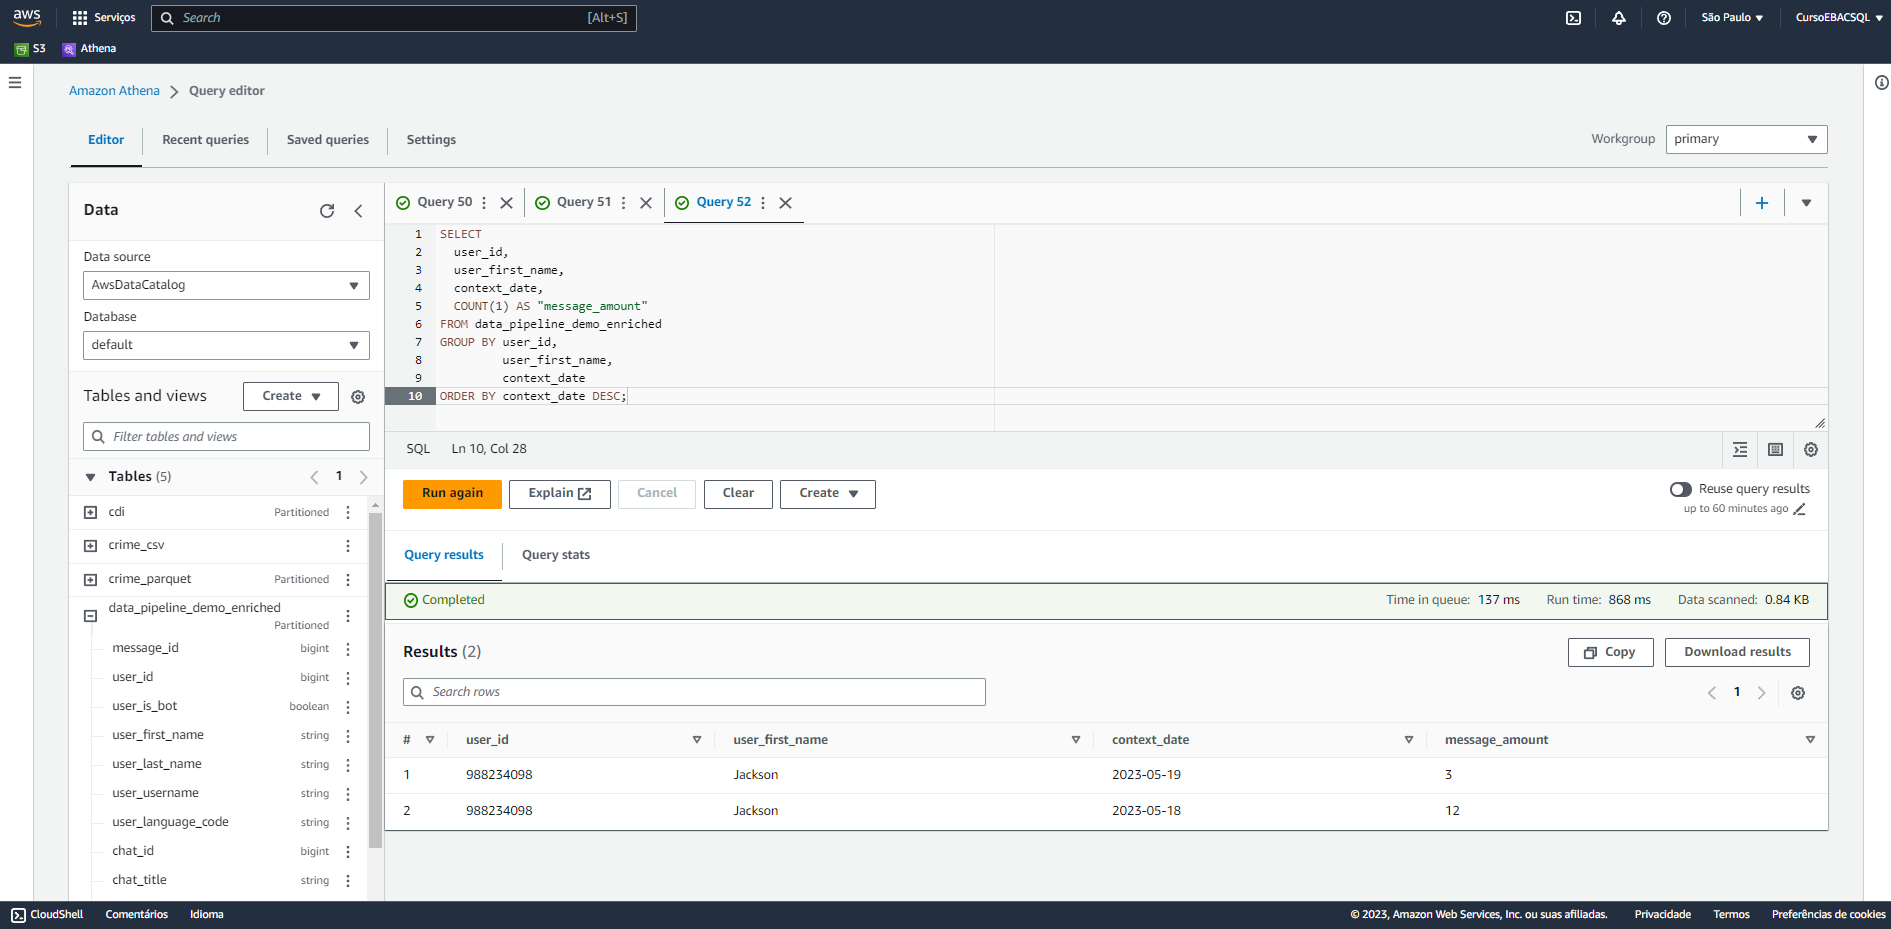 aws
Serviços
Search
[Alt+S]
São Paulo
CursoEBACSQL
S3
Athena
Amazon Athena
Query editor
Editor
Recent queries
Saved queries
Settings
Workgroup
primary
Data
Data source
AwsDataCatalog
Database
default
Tables and views
Create
Filter tables and views
Tables (5)
1
cdi
Partitioned
crime_csv
crime_parquet
Partitioned
data_pipeline_demo_enriched
Partitioned
message_id bigint
user_id bigint
user_is_bot boolean
user_first_name string
user_last_name string
user_username string
user_language_code string
chat_id bigint
chat_title string
Query 50
Query 51
Query 52
1 SELECT
2 user_id,
3 user_first_name,
4 context_date,
5 COUNT(1) AS "message_amount"
6 FROM data_pipeline_demo_enriched
7 GROUP BY user_id,
8 user_first_name,
9 context_date
10 ORDER BY context_date DESC;
SQL
Ln 10, Col 28
Run again
Explain
Cancel
Clear
Create
Reuse query results
up to 60 minutes ago
Query results
Query stats
Completed
Time in queue: 137 ms
Run time: 868 ms
Data scanned: 0.84 KB
Results (2)
Copy
Download results
Search rows
1
# user_id user_first_name context_date message_amount
1 988234098 Jackson 2023-05-19 3
2 988234098 Jackson 2023-05-18 12
CloudShell
Comentários
Idioma
© 2023, Amazon Web Services, Inc. ou suas afiliadas.
Privacidade
Termos
Preferências de cookies